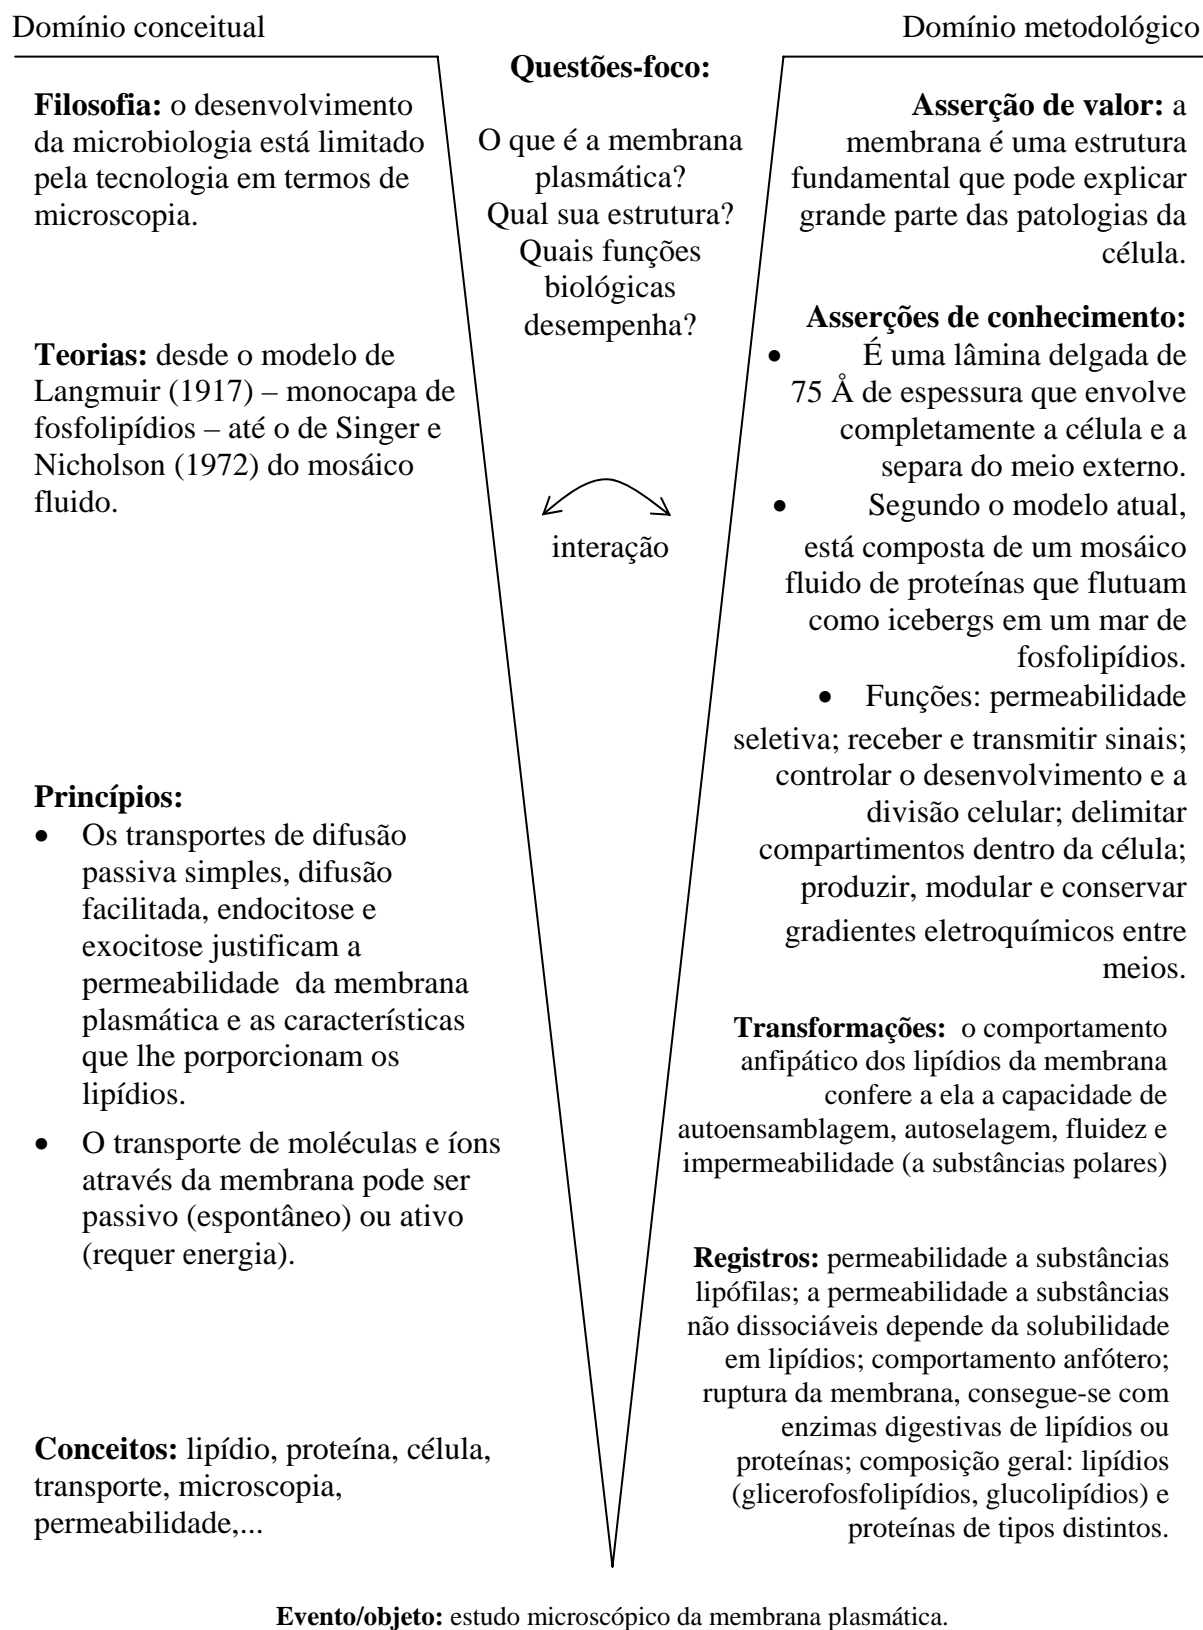 Domínio conceitual
Domínio metodológico
Questões-foco:
O que é a membrana
plasmática?
Qual sua estrutura?
Quais funções
biológicas
desempenha?
interação
Filosofia: o desenvolvimento
da microbiologia está limitado
pela tecnologia em termos de
microscopia.
Teorias: desde o modelo de
Langmuir (1917) – monocapa de
fosfolipídios – até o de Singer e
Nicholson (1972) do mosáico
fluido.
Princípios:
• Os transportes de difusão
passiva simples, difusão
facilitada, endocitose e
exocitose justificam a
permeabilidade da membrana
plasmática e as características
que lhe porporcionam os
lipídios.
• O transporte de moléculas e íons
através da membrana pode ser
passivo (espontâneo) ou ativo
(requer energia).
Conceitos: lipídio, proteína, célula,
transporte, microscopia,
permeabilidade,...
Asserção de valor: a
membrana é uma estrutura
fundamental que pode explicar
grande parte das patologias da
célula.
Asserções de conhecimento:
• É uma lâmina delgada de
75 Å de espessura que envolve
completamente a célula e a
separa do meio externo.
• Segundo o modelo atual,
está composta de um mosáico
fluido de proteínas que flutuam
como icebergs em um mar de
fosfolipídios.
• Funções: permeabilidade
seletiva; receber e transmitir sinais;
controlar o desenvolvimento e a
divisão celular; delimitar
compartimentos dentro da célula;
produzir, modular e conservar
gradientes eletroquímicos entre
meios.
Transformações: o comportamento
anfipático dos lipídios da membrana
confere a ela a capacidade de
autoensamblagem, autoselagem, fluidez e
impermeabilidade (a substâncias polares)
Registros: permeabilidade a substâncias
lipófilas; a permeabilidade a substâncias
não dissociáveis depende da solubilidade
em lipídios; comportamento anfótero;
ruptura da membrana, consegue-se com
enzimas digestivas de lipídios ou
proteínas; composição geral: lipídios
(glicerofosfolipídios, glucolipídios) e
proteínas de tipos distintos.
Evento/objeto: estudo microscópico da membrana plasmática.